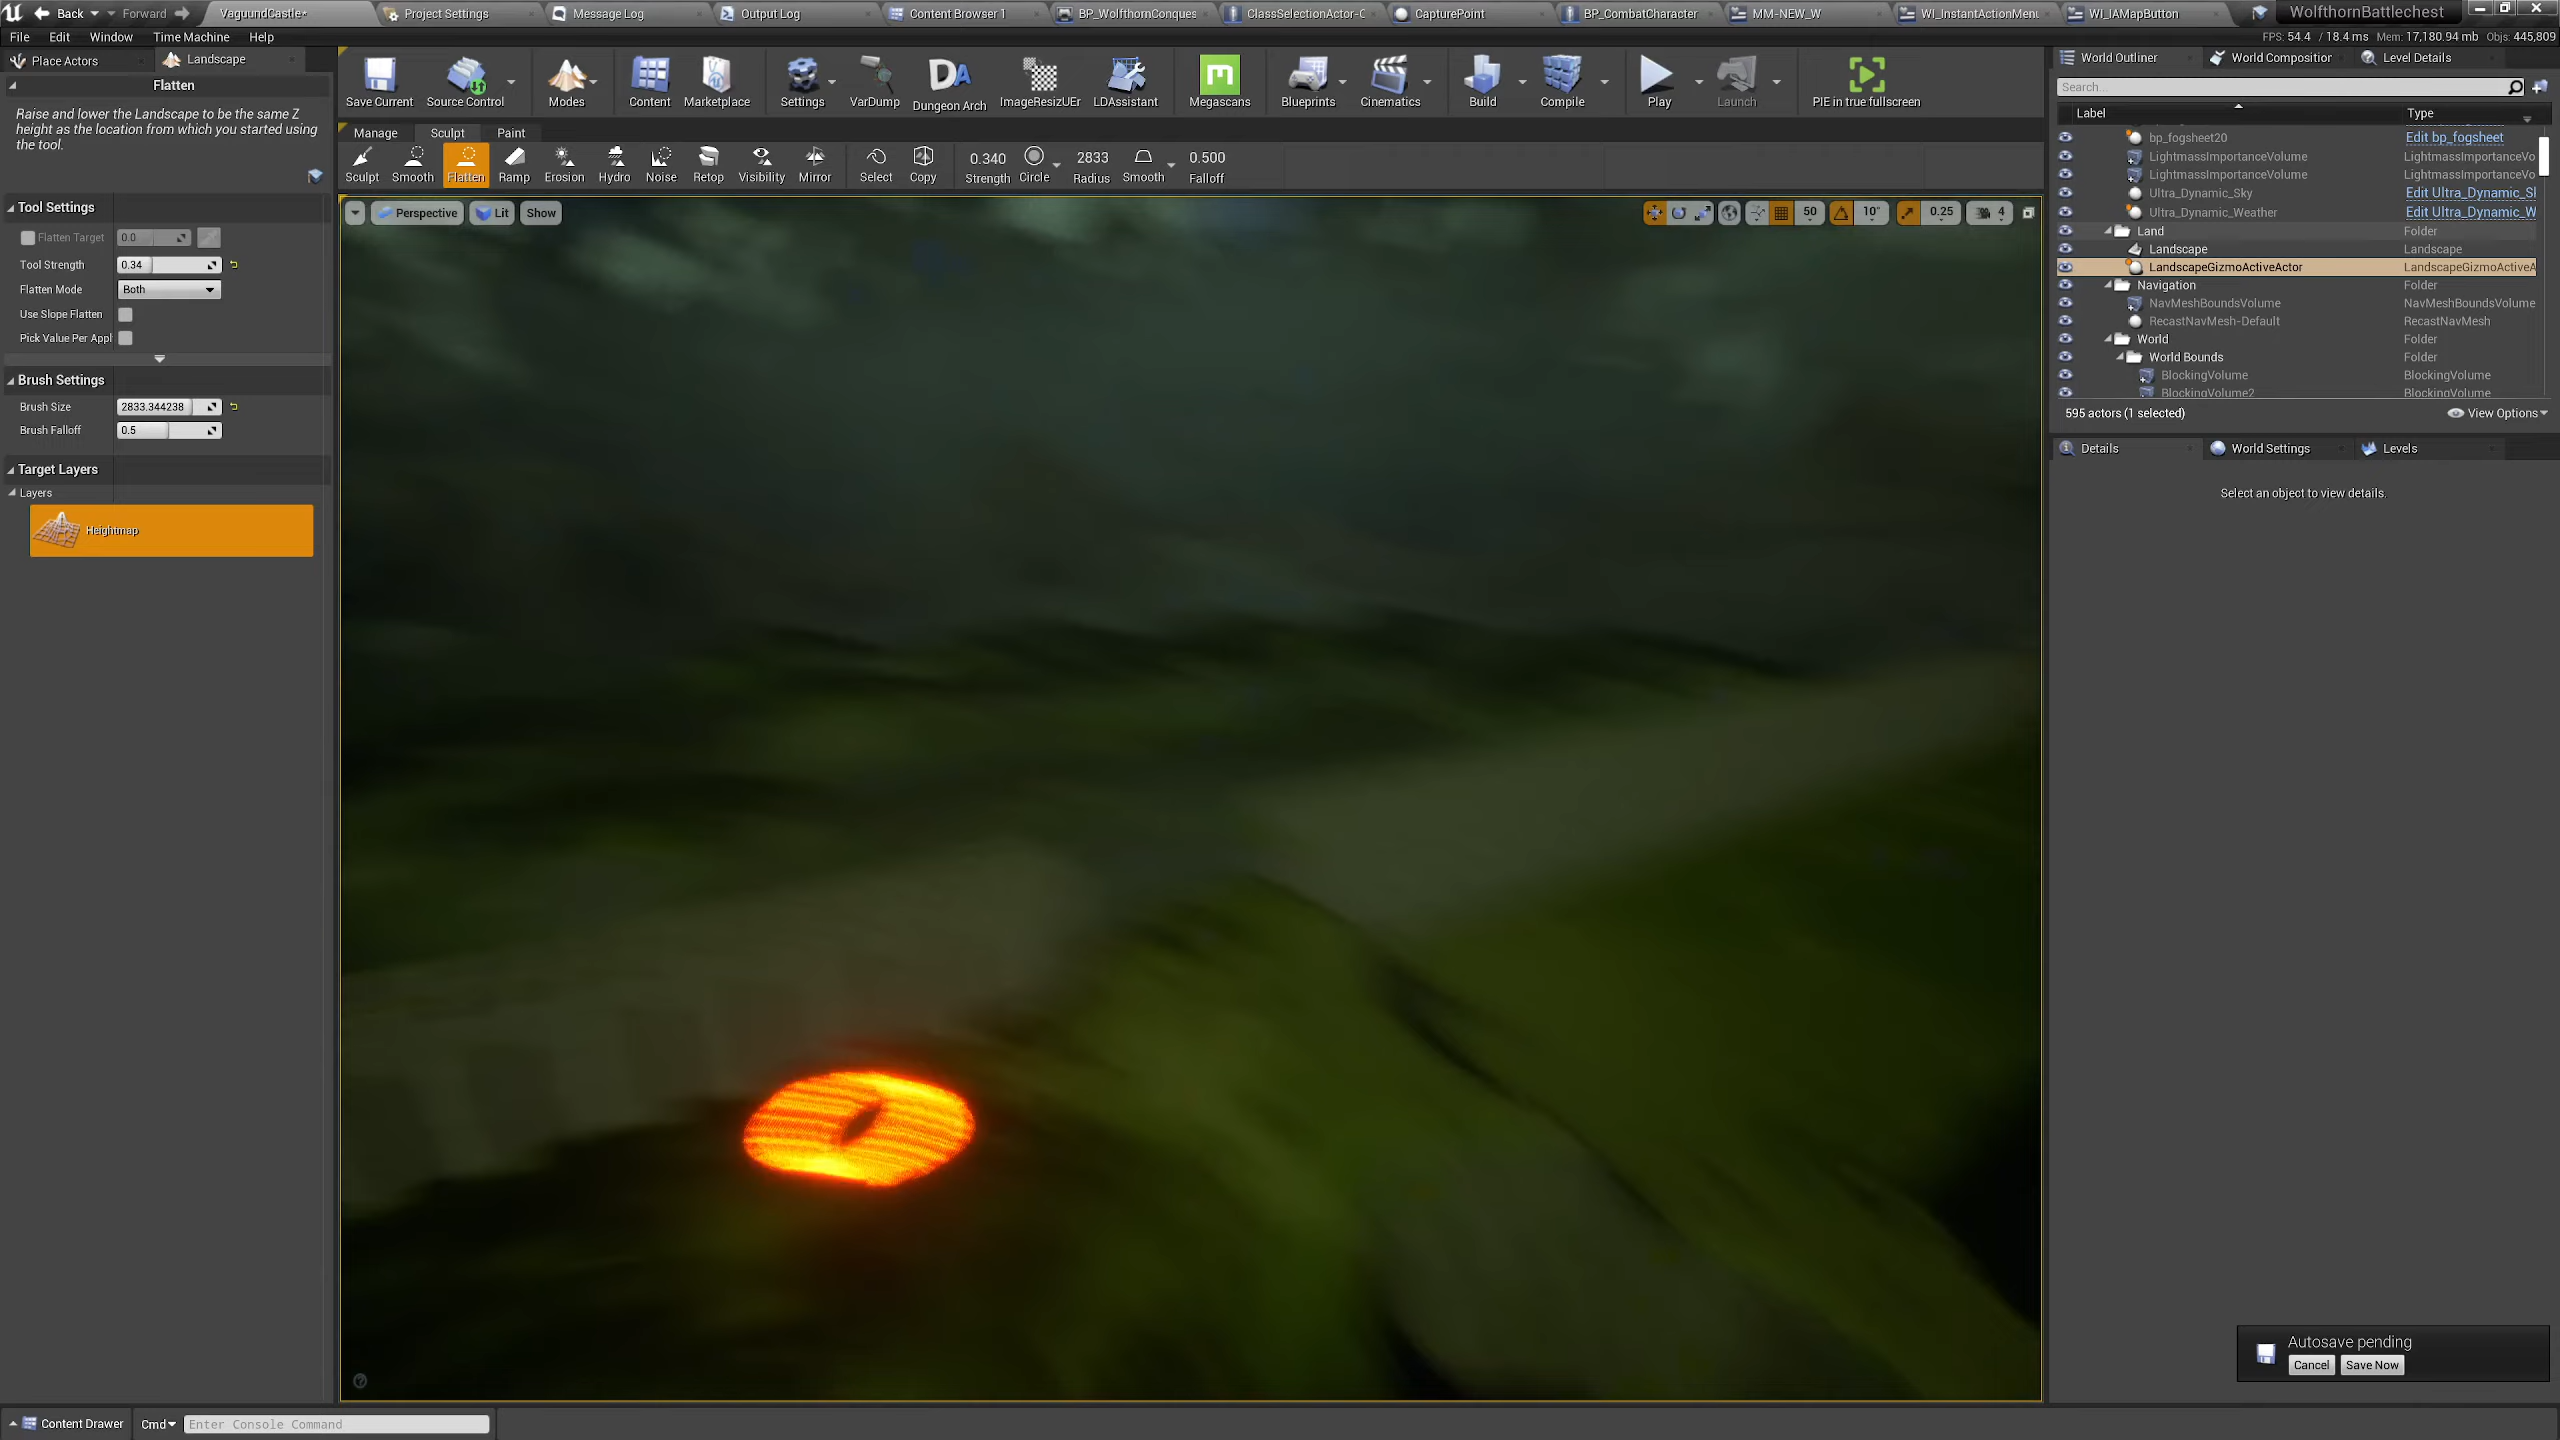 Back
Forward
VaguundCastle*
Project Settings
Message Log
Output Log
Content Browser 1
BP_WolfthornConques
ClassSelectionActor-C
CapturePoint
BP_CombatCharacter
MM-NEW_W
WI_InstantActionMenu
WI_IAMapButton
WolfthornBattlechest
File
Edit
Window
Time Machine
Help
FPS: 54.4 / 18.4 ms Mem: 17,180.94 mb Objs: 445,809
Place Actors
Landscape
Flatten
Raise and lower the Landscape to be the same Z
height as the location from which you started using
the tool.
Tool Settings
Flatten Target
0.0
Tool Strength
0.34
Flatten Mode
Both
Use Slope Flatten
Pick Value Per Appl
Brush Settings
Brush Size
2833.344238
Brush Falloff
0.5
Target Layers
Layers
Heightmap
Save Current
Source Control
Modes
Content
Marketplace
Settings
VarDump
DA
Dungeon Arch
ImageResizUEr
LDAssistant
Megascans
Blueprints
Cinematics
Build
Compile
Play
Launch
PIE in true fullscreen
Manage
Sculpt
Paint
Sculpt
Smooth
Flatten
Ramp
Erosion
Hydro
Noise
Retop
Visibility
Mirror
Select
Copy
0.340
Strength
Circle
2833
Radius
Smooth
0.500
Falloff
Perspective
Lit
Show
50
10°
0.25
4
World Outliner
World Composition
Level Details
Search...
Label
Type
bp_fogsheet20
Edit bp_fogsheet
LightmassImportanceVolume
LightmassImportanceVo
LightmassImportanceVolume
LightmassImportanceVo
Ultra_Dynamic_Sky
Edit Ultra_Dynamic_Sl
Ultra_Dynamic_Weather
Edit Ultra_Dynamic_W
Land
Folder
Landscape
Landscape
LandscapeGizmoActiveActor
LandscapeGizmoActiveA
Navigation
Folder
NavMeshBoundsVolume
NavMeshBoundsVolume
RecastNavMesh-Default
RecastNavMesh
World
Folder
World Bounds
Folder
BlockingVolume
BlockingVolume
BlockingVolume2
BlockingVolume
595 actors (1 selected)
View Options
Details
World Settings
Levels
Select an object to view details.
Autosave pending
Cancel
Save Now
Content Drawer
Cmd
Enter Console Command